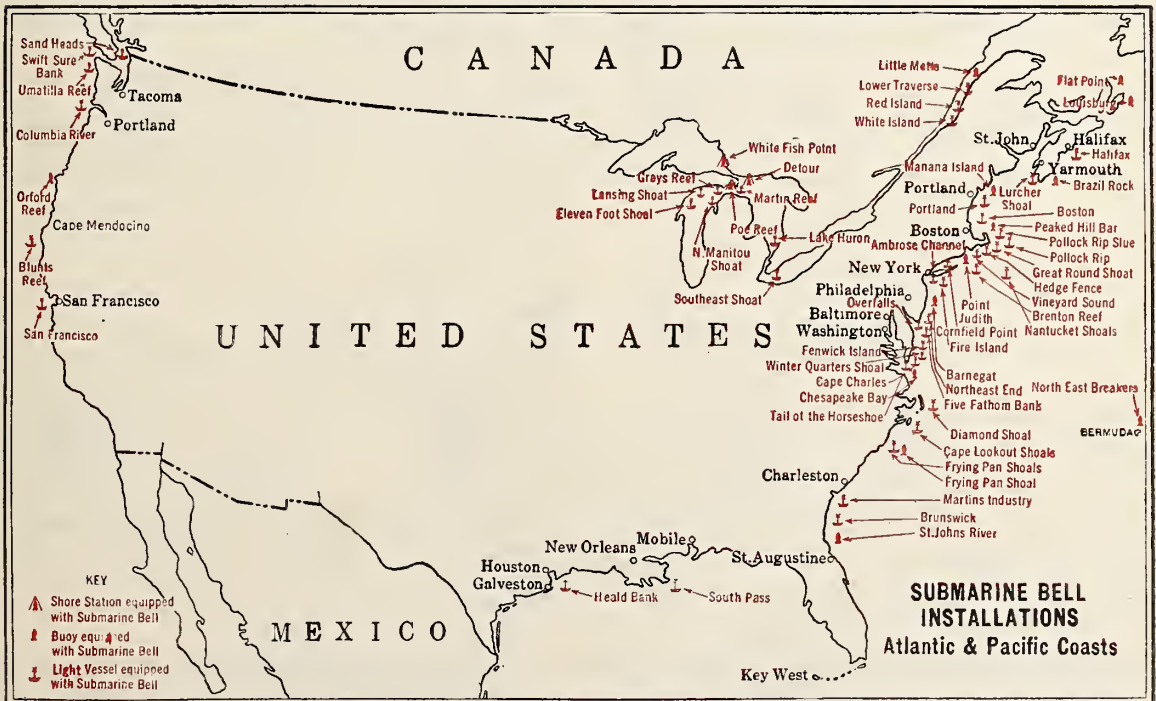 CANADA
Sand Heads
Swift Sure
Bank
Umatilla Reef
Tacoma
Columbia River
Portland
Orford
Reef
Cape Mendocino
Blunts
Reef
San Francisco
San Francisco
UNITED STATES
White Fish Point
Detour
Grays Reef
Lansing Shoal
Martin Reef
Eleven Foot Shoal
Poe Reef
N. Manitou
Shoal
Lake Huron
Southeast Shoal
Little Metis
Lower Traverse
Red Island
White Island
Flat Point
Louisburg
St. John
Halifax
Halifax
Yarmouth
Brazil Rock
Manana Island
Portland
Lurcher
Shoal
Portland
Boston
Boston
Peaked Hill Bar
Pollock Rip Slue
Pollock Rip
Great Round Shoal
Hedge Fence
Vineyard Sound
Brenton Reef
Nantucket Shoals
Ambrose Channel
New York
Point
Judith
Cornfield Point
Fire Island
Philadelphia
Overfalls
Baltimore
Washington
Fenwick Island
Winter Quarters Shoal
Cape Charles
Chesapeake Bay
Tail of the Horseshoe
Barnegat
Northeast End
Five Fathom Bank
North East Breakers
BERMUDA
Diamond Shoal
Cape Lookout Shoals
Frying Pan Shoals
Frying Pan Shoal
Charleston
Martins Industry
Brunswick
St. Johns River
St. Augustine
Mobile
New Orleans
Houston
Galveston
Heald Bank
South Pass
Key West
MEXICO
KEY
Shore Station equipped
with Submarine Bell
Buoy equipped
with Submarine Bell
Light Vessel equipped
with Submarine Bell
SUBMARINE BELL
INSTALLATIONS
Atlantic & Pacific Coasts